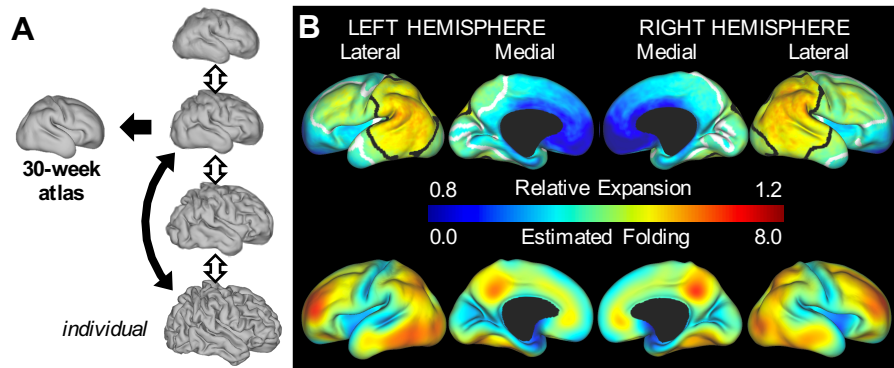 A
30-week
atlas
individual
B
LEFT HEMISPHERE
RIGHT HEMISPHERE
Lateral
Medial
Medial
Lateral
0.8
Relative Expansion
1.2
0.0
Estimated Folding
8.0